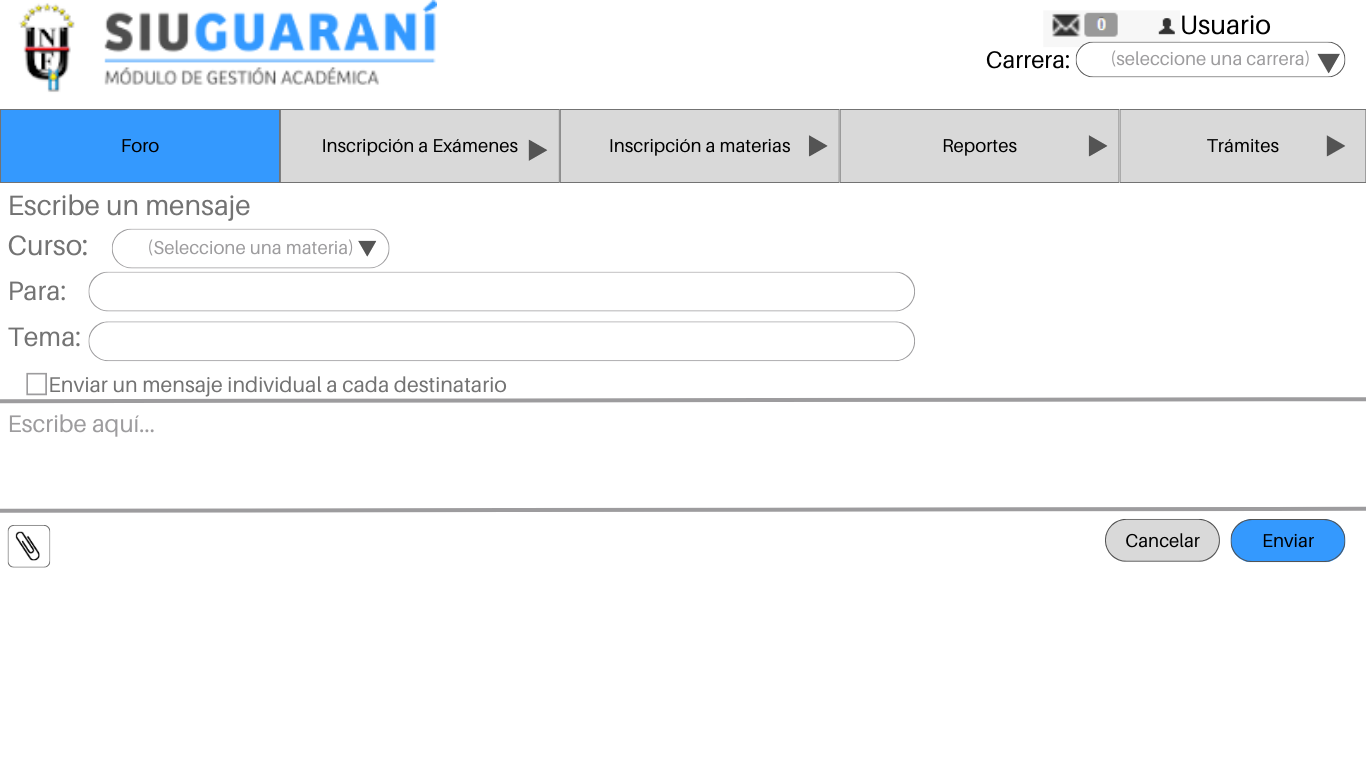 SIUGUARANÍ
MÓDULO DE GESTIÓN ACADÉMICA
0
Usuario
Carrera: (seleccione una carrera)
Foro
Inscripción a Exámenes
Inscripción a materias
Reportes
Trámites
Escribe un mensaje
Curso: (Seleccione una materia)
Para:
Tema:
Enviar un mensaje individual a cada destinatario
Escribe aquí...
Cancelar
Enviar